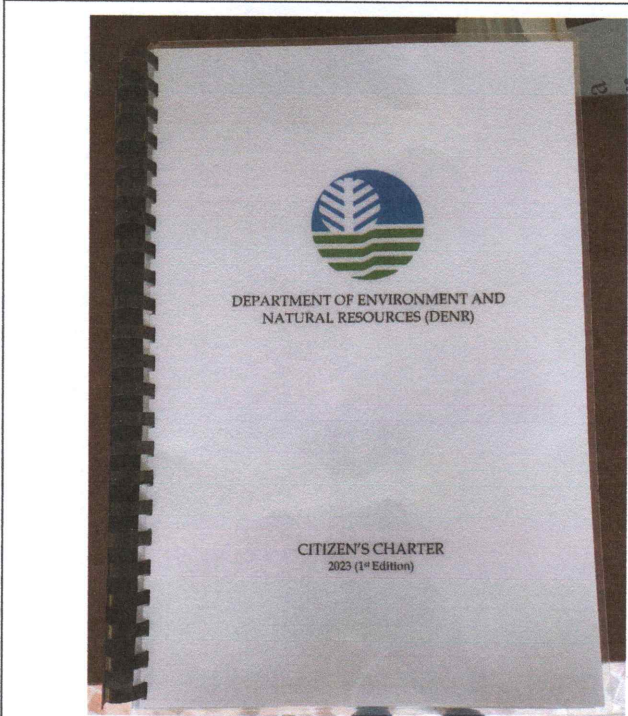 DEPARTMENT OF ENVIRONMENT AND
NATURAL RESOURCES (DENR)
CITIZEN'S CHARTER
2023 (1st Edition)